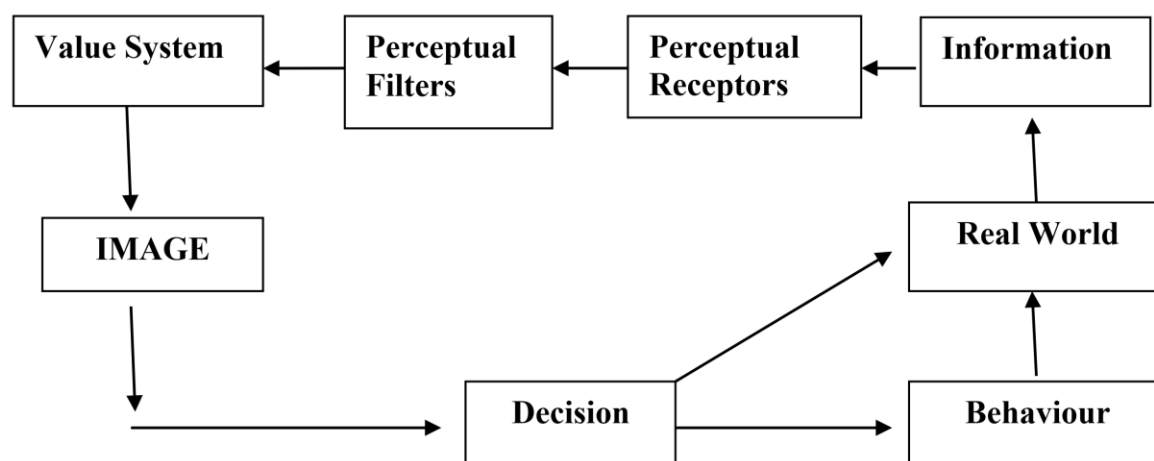 Value System
Perceptual
Filters
Perceptual
Receptors
Information
IMAGE
Real World
Decision
Behaviour